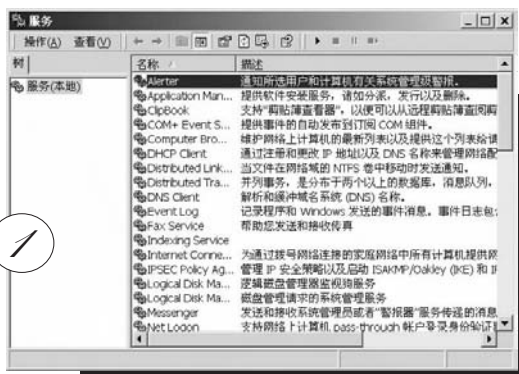 服务
操作(A) 查看(V)
树
名称 描述
服务(本地)
Alerter 通知所选用户和计算机有关系统管理级警报。
Application Man... 提供软件安装服务，诸如分派，发行以及删除。
ClipBook 支持“剪贴簿查看器”，以便可以从远程剪贴簿查阅剪
COM+ Event S... 提供事件的自动发布到订阅 COM 组件。
Computer Bro... 维护网络上计算机的最新列表以及提供这个列表给请
DHCP Client 通过注册和更改 IP 地址以及 DNS 名称来管理网络配
Distributed Link... 当文件在网络域的 NTFS 卷中移动时发送通知。
Distributed Tra... 并列事务，是分布于两个以上的数据库，消息队列，
DNS Client 解析和缓冲域名系统 (DNS) 名称。
Event Log 记录程序和 Windows 发送的事件消息。事件日志包
Fax Service 帮助您发送和接收传真
Indexing Service
Internet Conne... 为通过拨号网络连接的家庭网络中所有计算机提供网
IPSEC Policy Ag... 管理 IP 安全策略以及启动 ISAKMP/Oakley (IKE) 和 IP
Logical Disk Ma... 逻辑磁盘管理器监视狗服务
Logical Disk Ma... 磁盘管理请求的系统管理服务
Messenger 发送和接收系统管理员或者“警报器”服务传递的消息
Net Logon 支持网络上计算机 pass-through 帐户登录身份验证
1